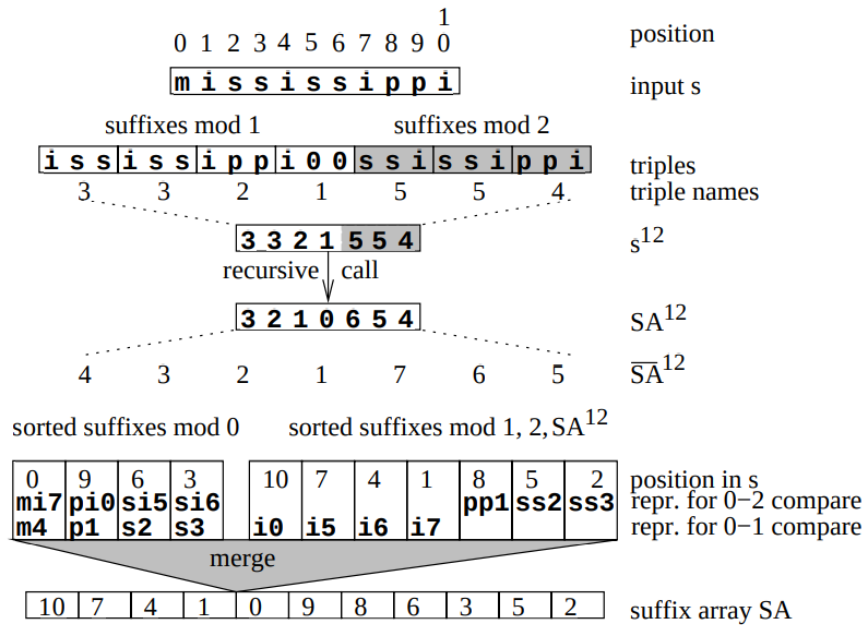 1
0 1 2 3 4 5 6 7 8 9 0 position
m i s s i s s i p p i input s
suffixes mod 1 suffixes mod 2
i s s i s s i p p i 0 0 s s i s s i p p i triples
3 3 2 1 5 5 4 triple names
3 3 2 1 5 5 4 s^12
recursive call
3 2 1 0 6 5 4 SA^12
4 3 2 1 7 6 5 S̅A̅^12
sorted suffixes mod 0 sorted suffixes mod 1, 2, SA^12
0 9 6 3 10 7 4 1 8 5 2 position in s
mi7 pi0 si5 si6 pp1 ss2 ss3 repr. for 0−2 compare
m4 p1 s2 s3 i0 i5 i6 i7 repr. for 0−1 compare
merge
10 7 4 1 0 9 8 6 3 5 2 suffix array SA